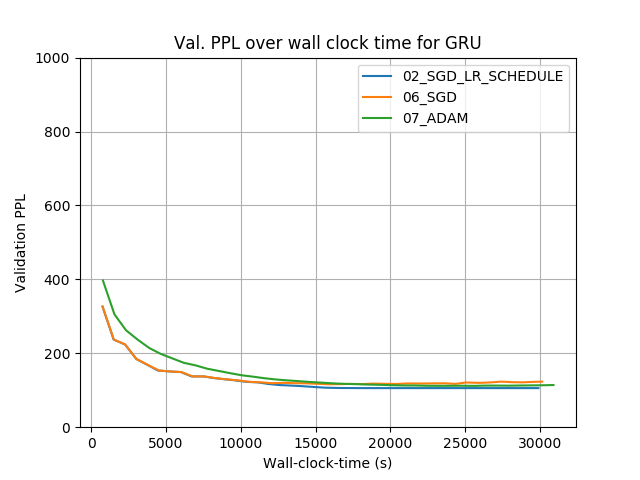 Val. PPL over wall clock time for GRU
02_SGD_LR_SCHEDULE
06_SGD
07_ADAM
Validation PPL
1000
800
600
400
200
0
0 5000 10000 15000 20000 25000 30000
Wall-clock-time (s)